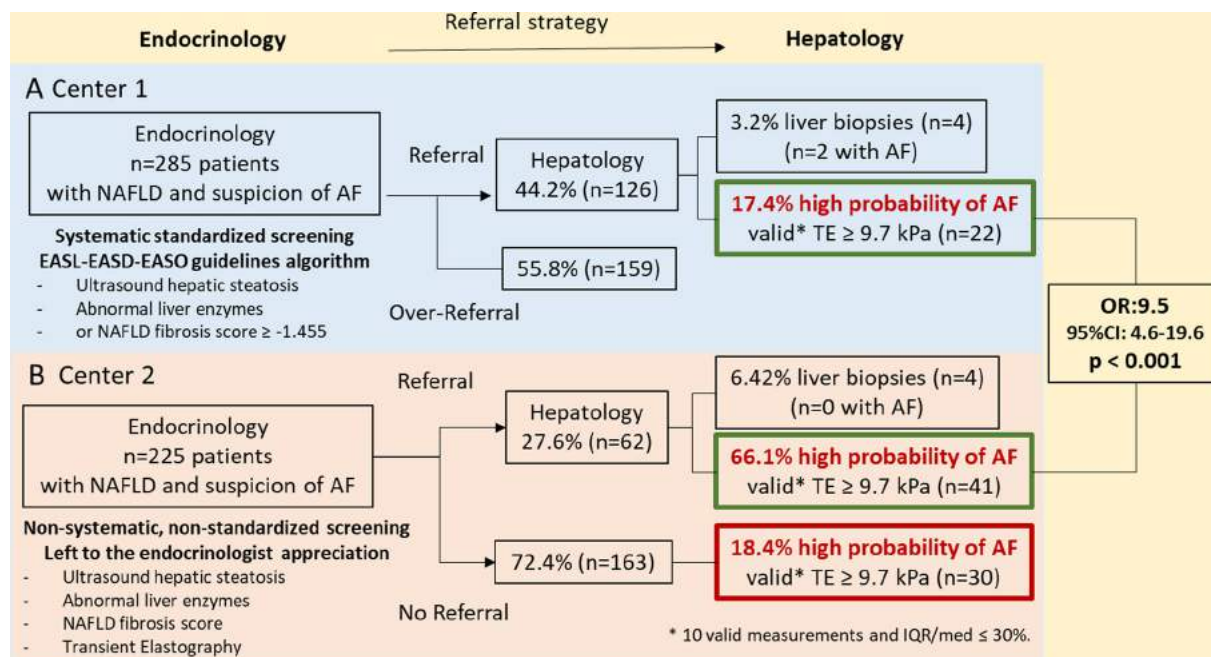 Endocrinology
Referral strategy
Hepatology
A Center 1
Endocrinology
n=285 patients
with NAFLD and suspicion of AF
Systematic standardized screening
EASL-EASD-EASO guidelines algorithm
- Ultrasound hepatic steatosis
- Abnormal liver enzymes
- or NAFLD fibrosis score ≥ -1.455
Referral
Hepatology
44.2% (n=126)
55.8% (n=159)
Over-Referral
3.2% liver biopsies (n=4)
(n=2 with AF)
17.4% high probability of AF
valid* TE ≥ 9.7 kPa (n=22)
OR:9.5
95%CI: 4.6-19.6
p < 0.001
B Center 2
Endocrinology
n=225 patients
with NAFLD and suspicion of AF
Non-systematic, non-standardized screening
Left to the endocrinologist appreciation
- Ultrasound hepatic steatosis
- Abnormal liver enzymes
- NAFLD fibrosis score
- Transient Elastography
Referral
Hepatology
27.6% (n=62)
72.4% (n=163)
No Referral
6.42% liver biopsies (n=4)
(n=0 with AF)
66.1% high probability of AF
valid* TE ≥ 9.7 kPa (n=41)
18.4% high probability of AF
valid* TE ≥ 9.7 kPa (n=30)
* 10 valid measurements and IQR/med ≤ 30%.